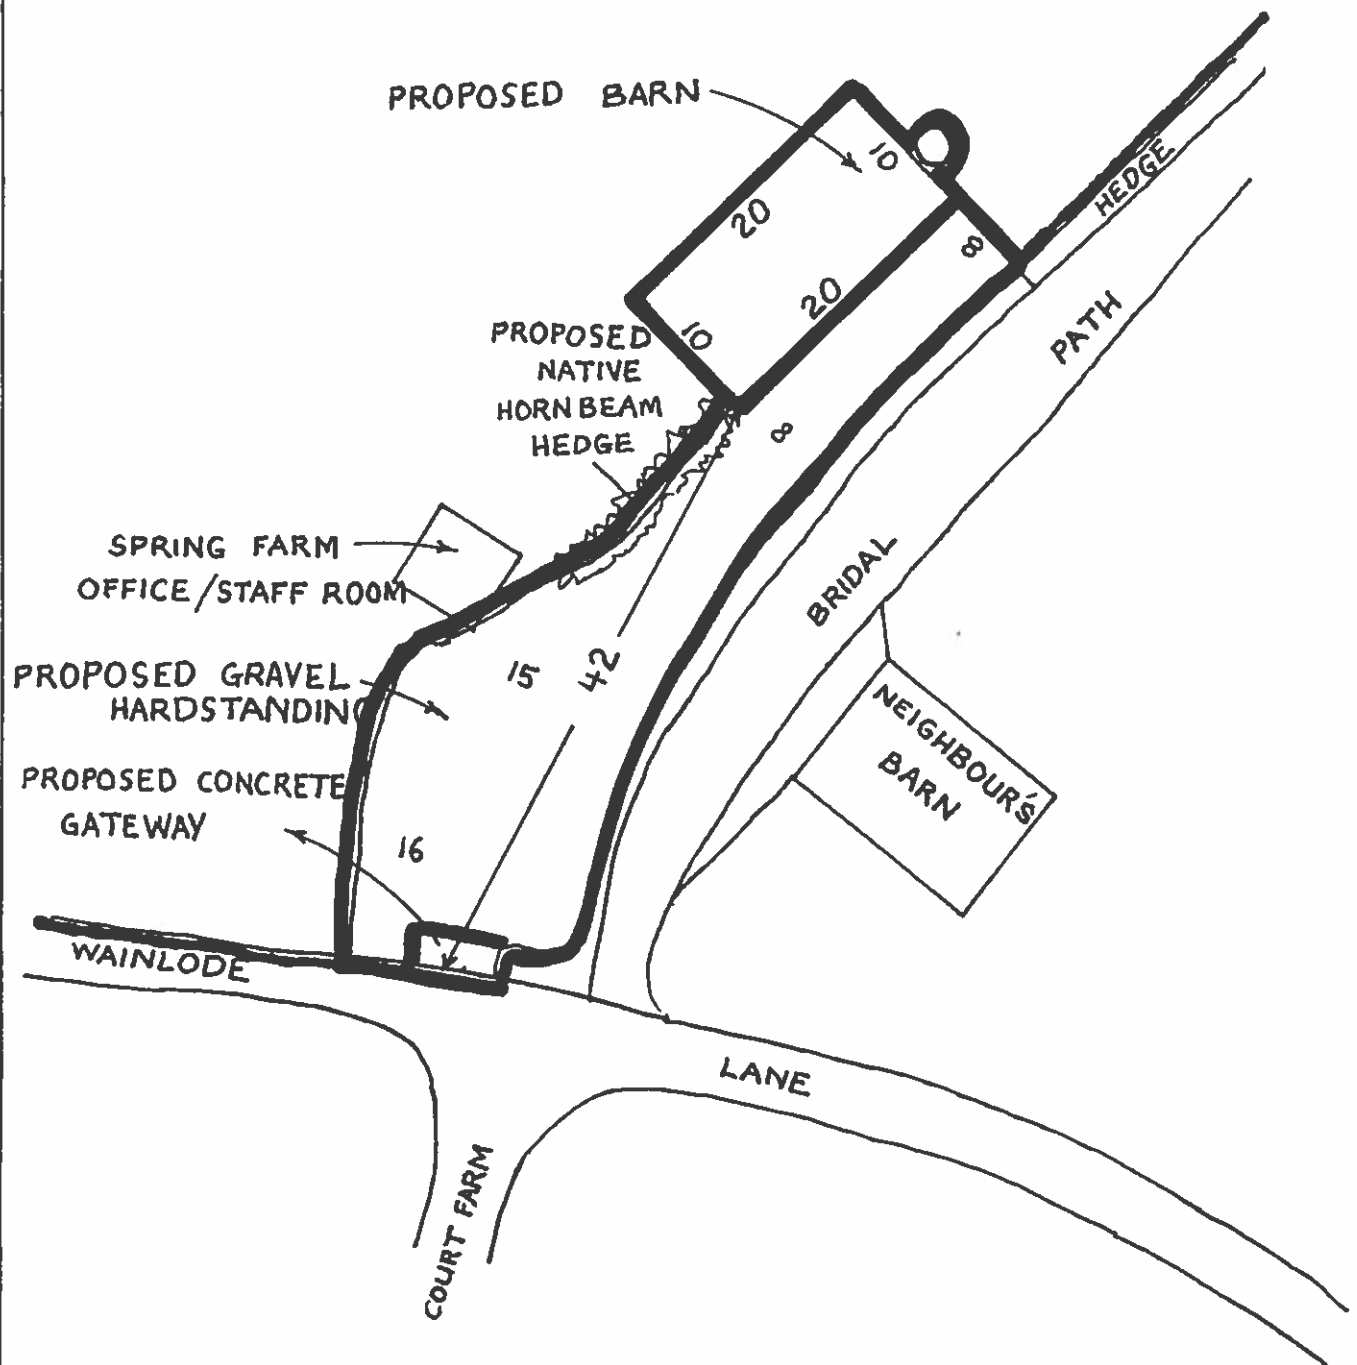 PROPOSED BARN
10
HEDGE
20
8
20
PATH
PROPOSED
10
NATIVE
HORNBEAM
HEDGE
8
SPRING FARM
OFFICE/STAFF ROOM
BRIDAL
PROPOSED GRAVEL
HARDSTANDING
15
42
NEIGHBOUR'S
BARN
PROPOSED CONCRETE
GATEWAY
16
WAINLODE
LANE
COURT FARM